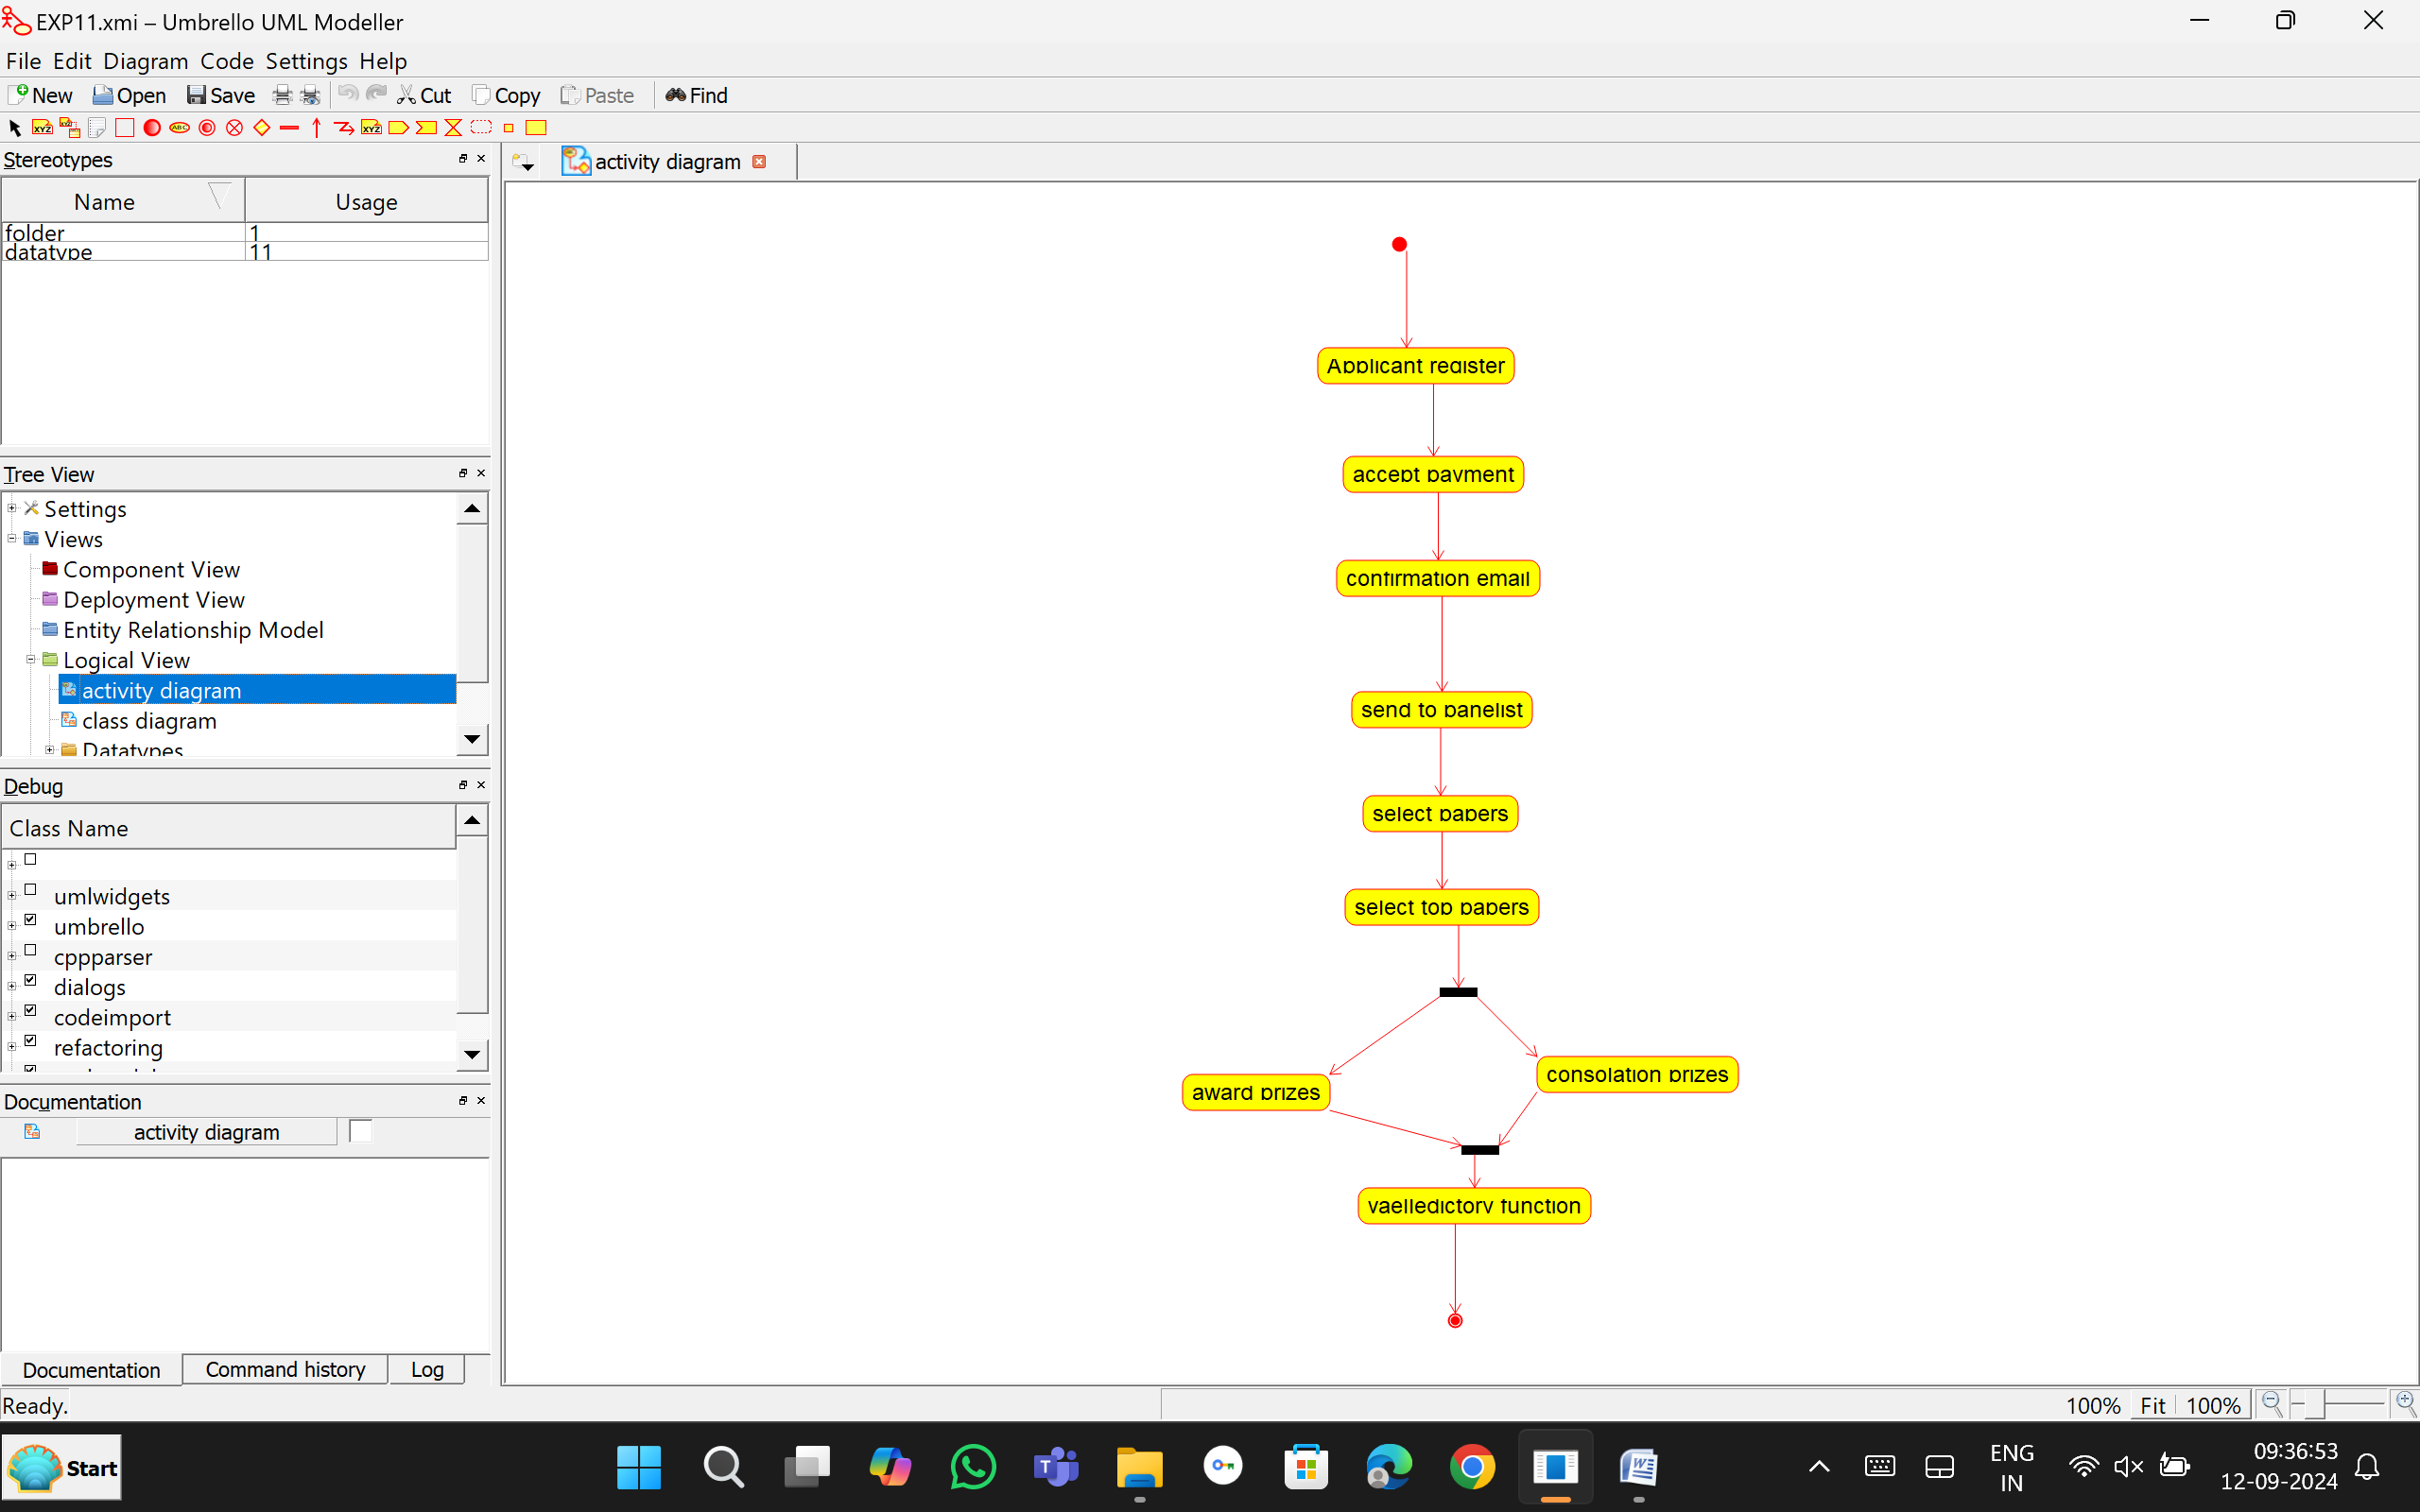 EXP11.xmi – Umbrello UML Modeller
File Edit Diagram Code Settings Help
New Open Save Cut Copy Paste Find
Stereotypes
Name Usage
folder 1
datatype 11
Tree View
Settings
Views
Component View
Deployment View
Entity Relationship Model
Logical View
activity diagram
class diagram
Datatypes
Debug
Class Name
umlwidgets
umbrello
cppparser
dialogs
codeimport
refactoring
Documentation
activity diagram
Documentation Command history Log
Ready.
activity diagram
Applicant register
accept payment
confirmation email
send to panelist
select papers
select top papers
award prizes
consolation prizes
vaelledictory function
100% Fit 100%
Start
ENG
IN
09:36:53
12-09-2024